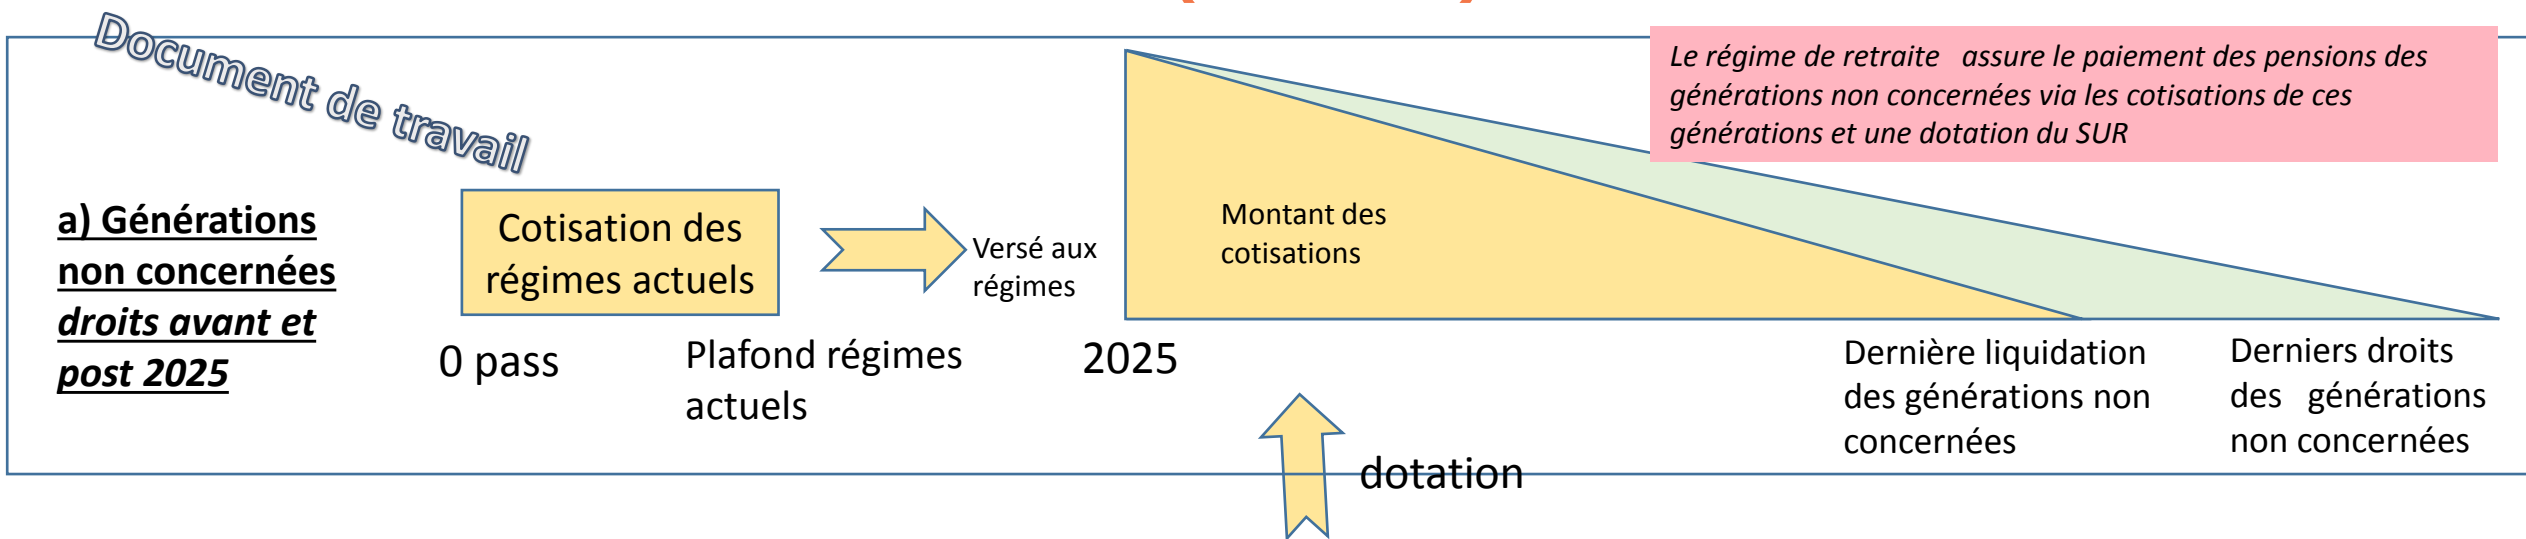 Document de travail
Le régime de retraite assure le paiement des pensions des
générations non concernées via les cotisations de ces
générations et une dotation du SUR
a) Générations
non concernées
droits avant et
post 2025
Cotisation des
régimes actuels
Versé aux
régimes
Montant des
cotisations
0 pass
Plafond régimes
actuels
2025
Dernière liquidation
des générations non
concernées
Derniers droits
des générations
non concernées
dotation